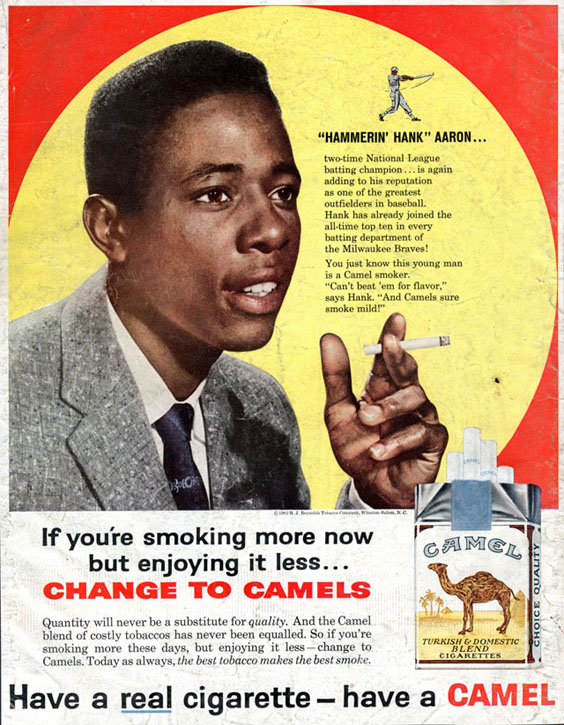 "HAMMERIN' HANK" AARON...
two-time National League
batting champion...is again
adding to his reputation
as one of the greatest
outfielders in baseball.
Hank has already joined the
all-time top ten in every
batting department of
the Milwaukee Braves!
You just know this young man
is a Camel smoker.
"Can't beat 'em for flavor,"
says Hank. "And Camels sure
smoke mild!"
R. J. Reynolds Tobacco Company, Winston-Salem, N. C.
If you're smoking more now
but enjoying it less...
CHANGE TO CAMELS
Quantity will never be a substitute for quality. And the Camel
blend of costly tobaccos has never been equalled. So if you're
smoking more these days, but enjoying it less—change to
Camels. Today as always, the best tobacco makes the best smoke.
CAMEL
TURKISH & DOMESTIC
BLEND
CIGARETTES
CHOICE QUALITY
Have a real cigarette—have a CAMEL